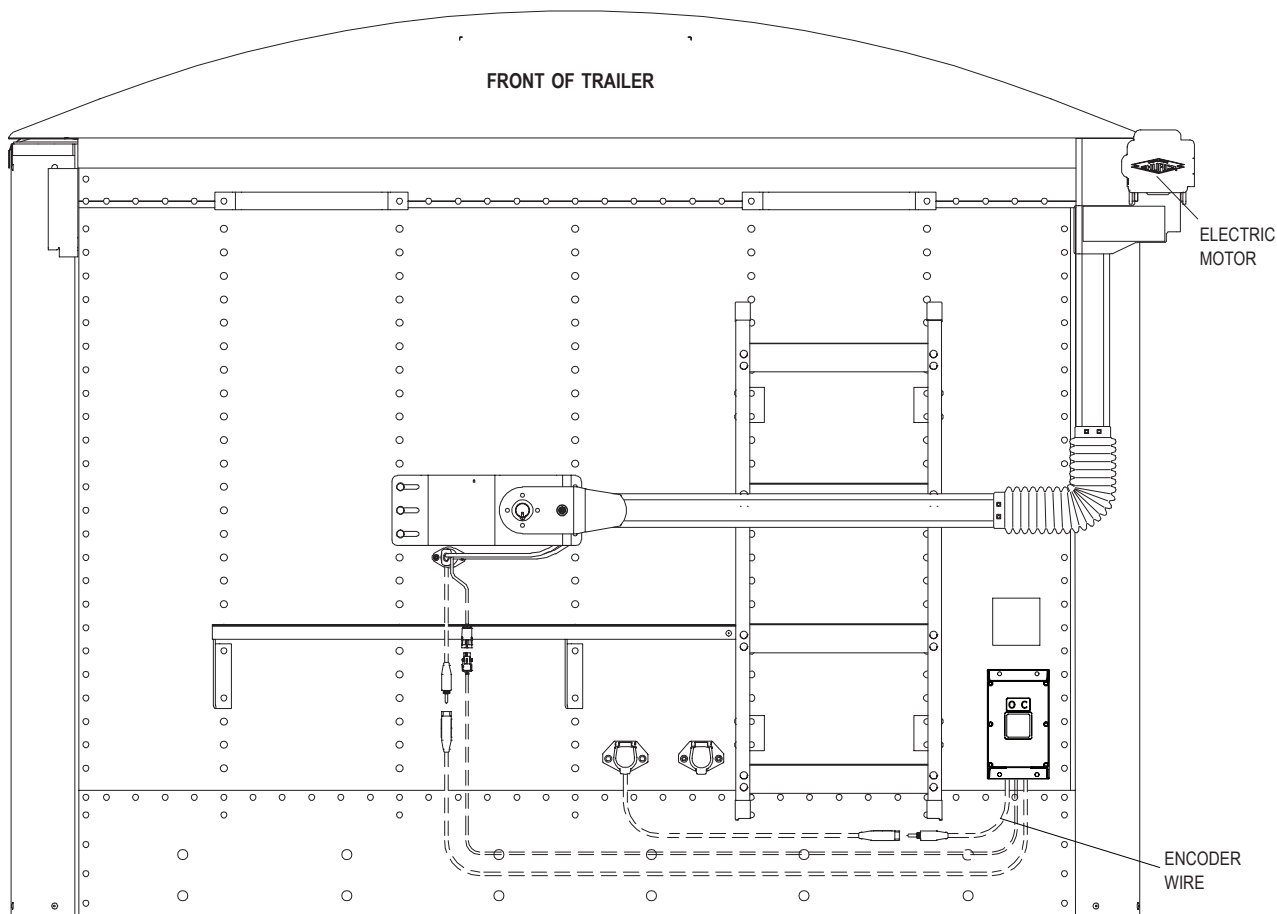 FRONT OF TRAILER
ELECTRIC
MOTOR
O C
ENCODER
WIRE